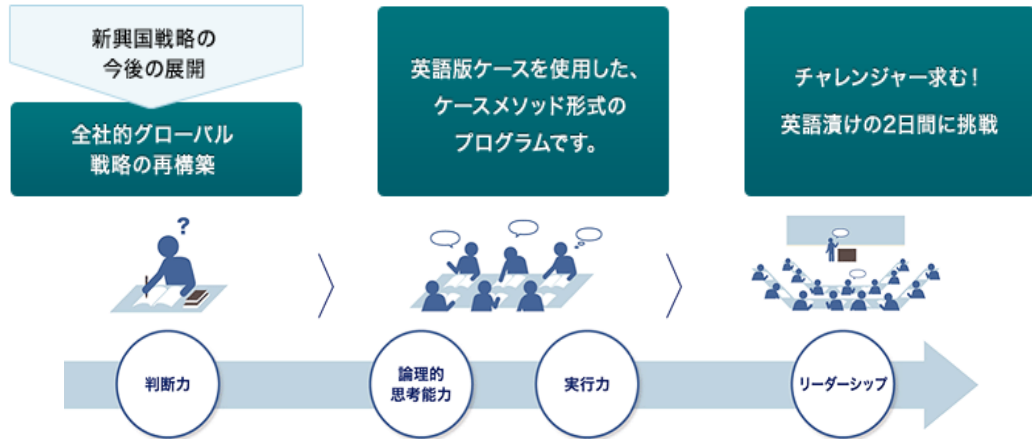 新興国戦略の
今後の展開
全社的グローバル
戦略の再構築
英語版ケースを使用した、
ケースメソッド形式の
プログラムです。
チャレンジャー求む！
英語漬けの2日間に挑戦
?
判断力
論理的
思考能力
実行力
リーダーシップ